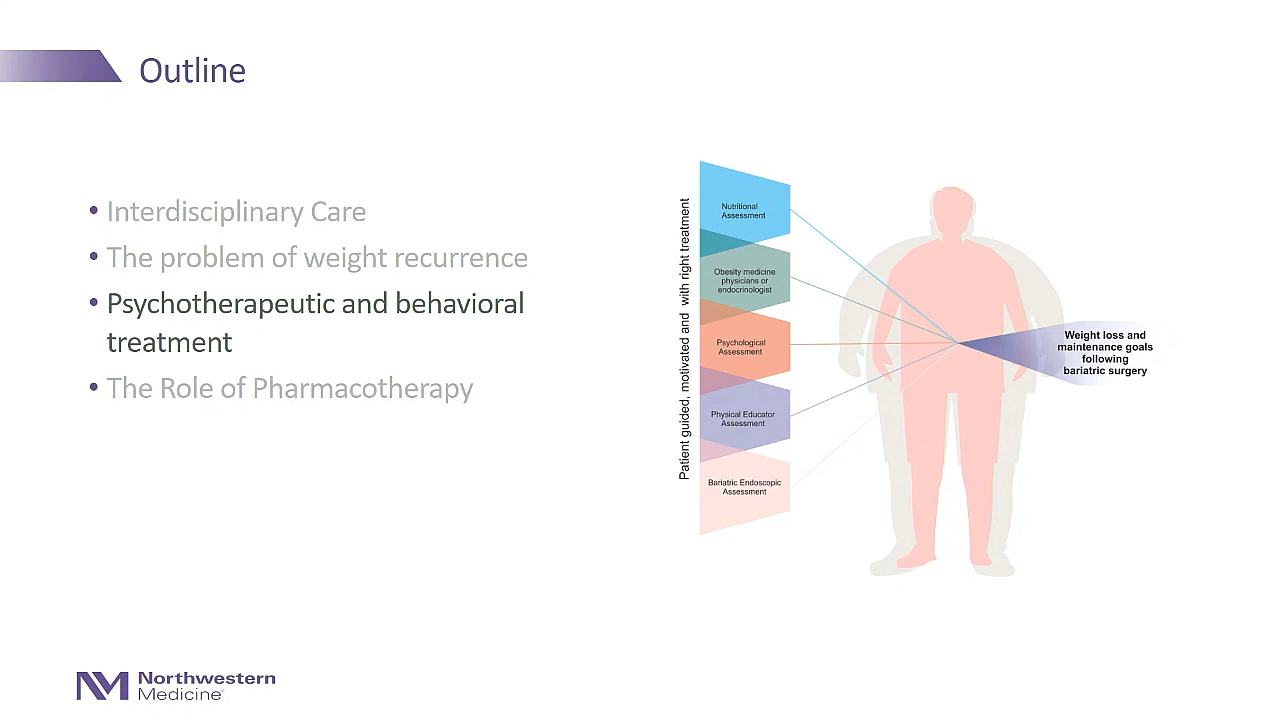 Outline
• Interdisciplinary Care
• The problem of weight recurrence
• Psychotherapeutic and behavioral
treatment
• The Role of Pharmacotherapy
Patient guided, motivated and with right treatment
Nutritional
Assessment
Obesity medicine
physicians or
endocrinologist
Psychological
Assessment
Physical Educator
Assessment
Bariatric Endoscopic
Assessment
Weight loss and
maintenance goals
following
bariatric surgery
NM
Northwestern
Medicine®